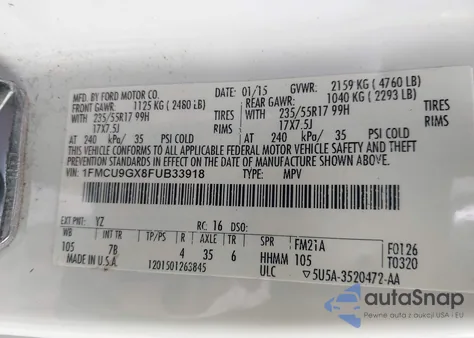 MFD. BY FORD MOTOR CO.
01/15 GVWR: 2159 KG (4760 LB)
FRONT GAWR: 1125 KG (2480 LB) REAR GAWR: 1040 KG (2293 LB)
235/55R17 99H TIRES 235/55R17 99H
17X7.5J RIMS 17X7.5J
AT 240 kPa/ 35 PSI COLD AT 240 kPa/ 35 PSI COLD
THIS VEHICLE CONFORMS TO ALL APPLICABLE FEDERAL MOTOR VEHICLE
SAFETY AND THEFT PREVENTION STANDARDS IN EFFECT ON THE DATE OF MANUFACTURE SHOWN ABOVE.
VIN: 1FMCU9GX8FUB33918 TYPE: MPV
EXT PNT: YZ RC: 16 DSO: F0126
WB INT TR TP/PS R AXLE TR SPR FM21A T0320
105 7B 4 35 6 HHMM 105
MADE IN U.S.A. 1201501263845 ULC 5U5A-3520472-AA
autoSnap
Auction price explorer USA - EU